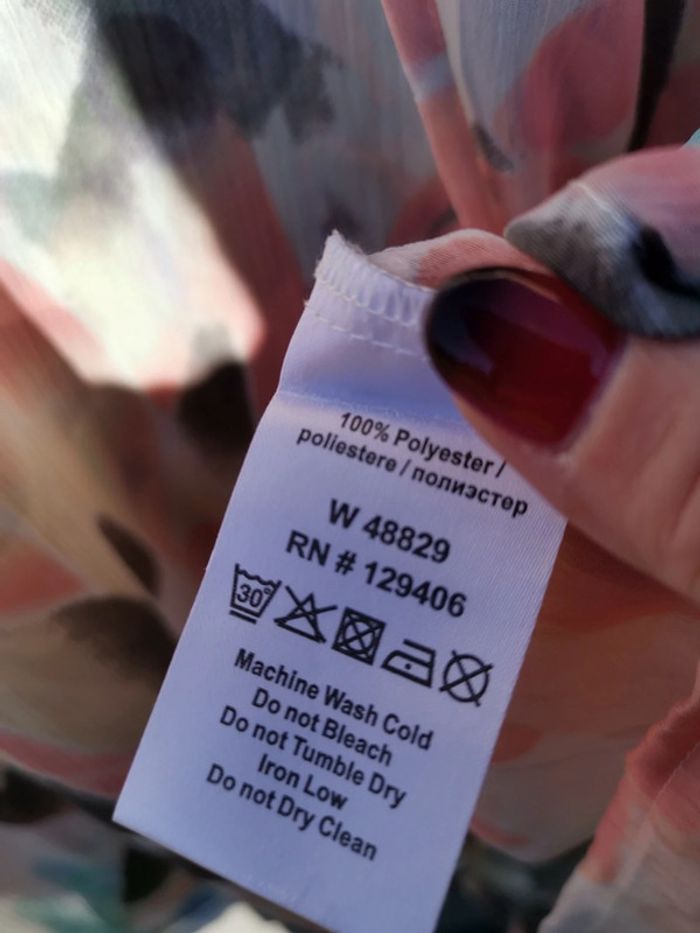 100% Polyester /
poliestere / полиэстер
W 48829
RN # 129406
30°
Machine Wash Cold
Do not Bleach
Do not Tumble Dry
Iron Low
Do not Dry Clean